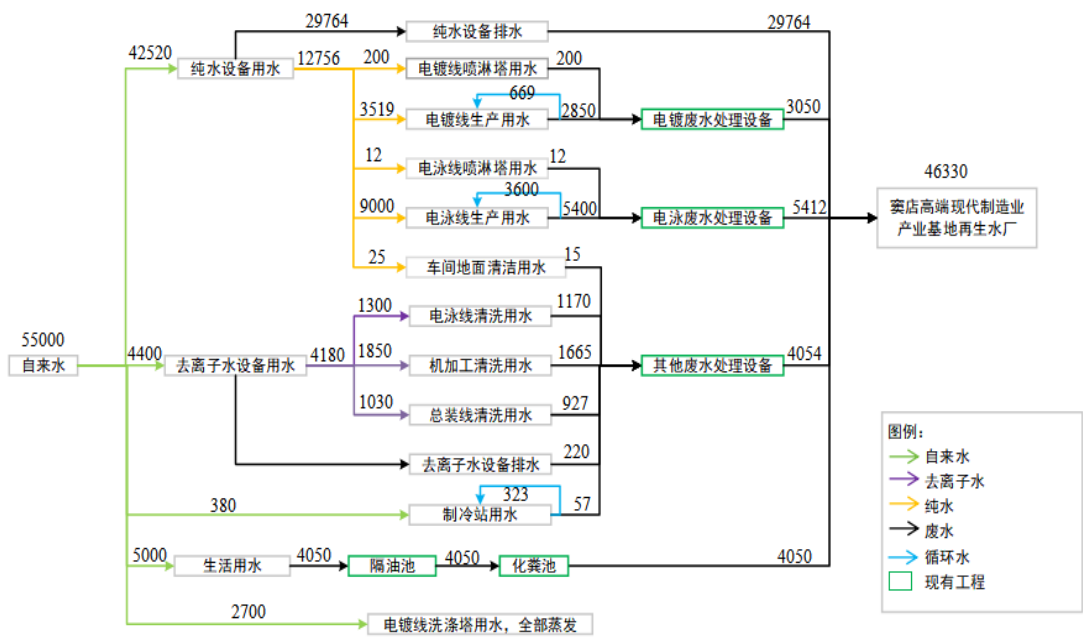 29764
纯水设备排水
29764
42520
纯水设备用水
12756
200
电镀线喷淋塔用水
200
669
3519
电镀线生产用水
2850
电镀废水处理设备
3050
12
电泳线喷淋塔用水
12
46330
3600
9000
电泳线生产用水
5400
电泳废水处理设备
5412
窦店高端现代制造业
产业基地再生水厂
25
车间地面清洁用水
15
1300
电泳线清洗用水
1170
55000
自来水
4400
去离子水设备用水
4180
1850
机加工清洗用水
1665
其他废水处理设备
4054
1030
总装线清洗用水
927
去离子水设备排水
220
323
380
制冷站用水
57
5000
生活用水
4050
隔油池
4050
化粪池
4050
2700
电镀线洗涤塔用水，全部蒸发
图例：
自来水
去离子水
纯水
废水
循环水
现有工程